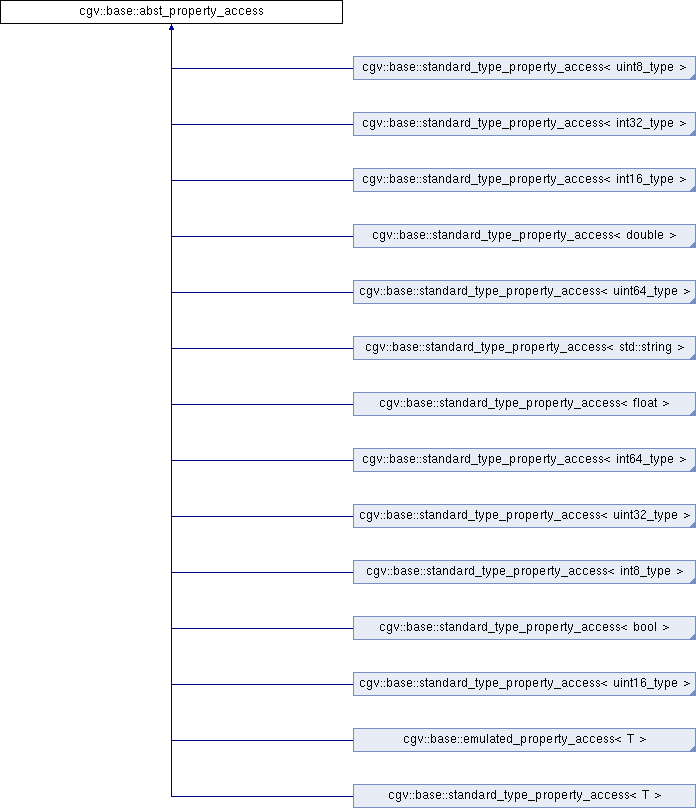 cgv::base::abst_property_access
cgv::base::standard_type_property_access< uint8_type >
cgv::base::standard_type_property_access< int32_type >
cgv::base::standard_type_property_access< int16_type >
cgv::base::standard_type_property_access< double >
cgv::base::standard_type_property_access< uint64_type >
cgv::base::standard_type_property_access< std::string >
cgv::base::standard_type_property_access< float >
cgv::base::standard_type_property_access< int64_type >
cgv::base::standard_type_property_access< uint32_type >
cgv::base::standard_type_property_access< int8_type >
cgv::base::standard_type_property_access< bool >
cgv::base::standard_type_property_access< uint16_type >
cgv::base::emulated_property_access< T >
cgv::base::standard_type_property_access< T >